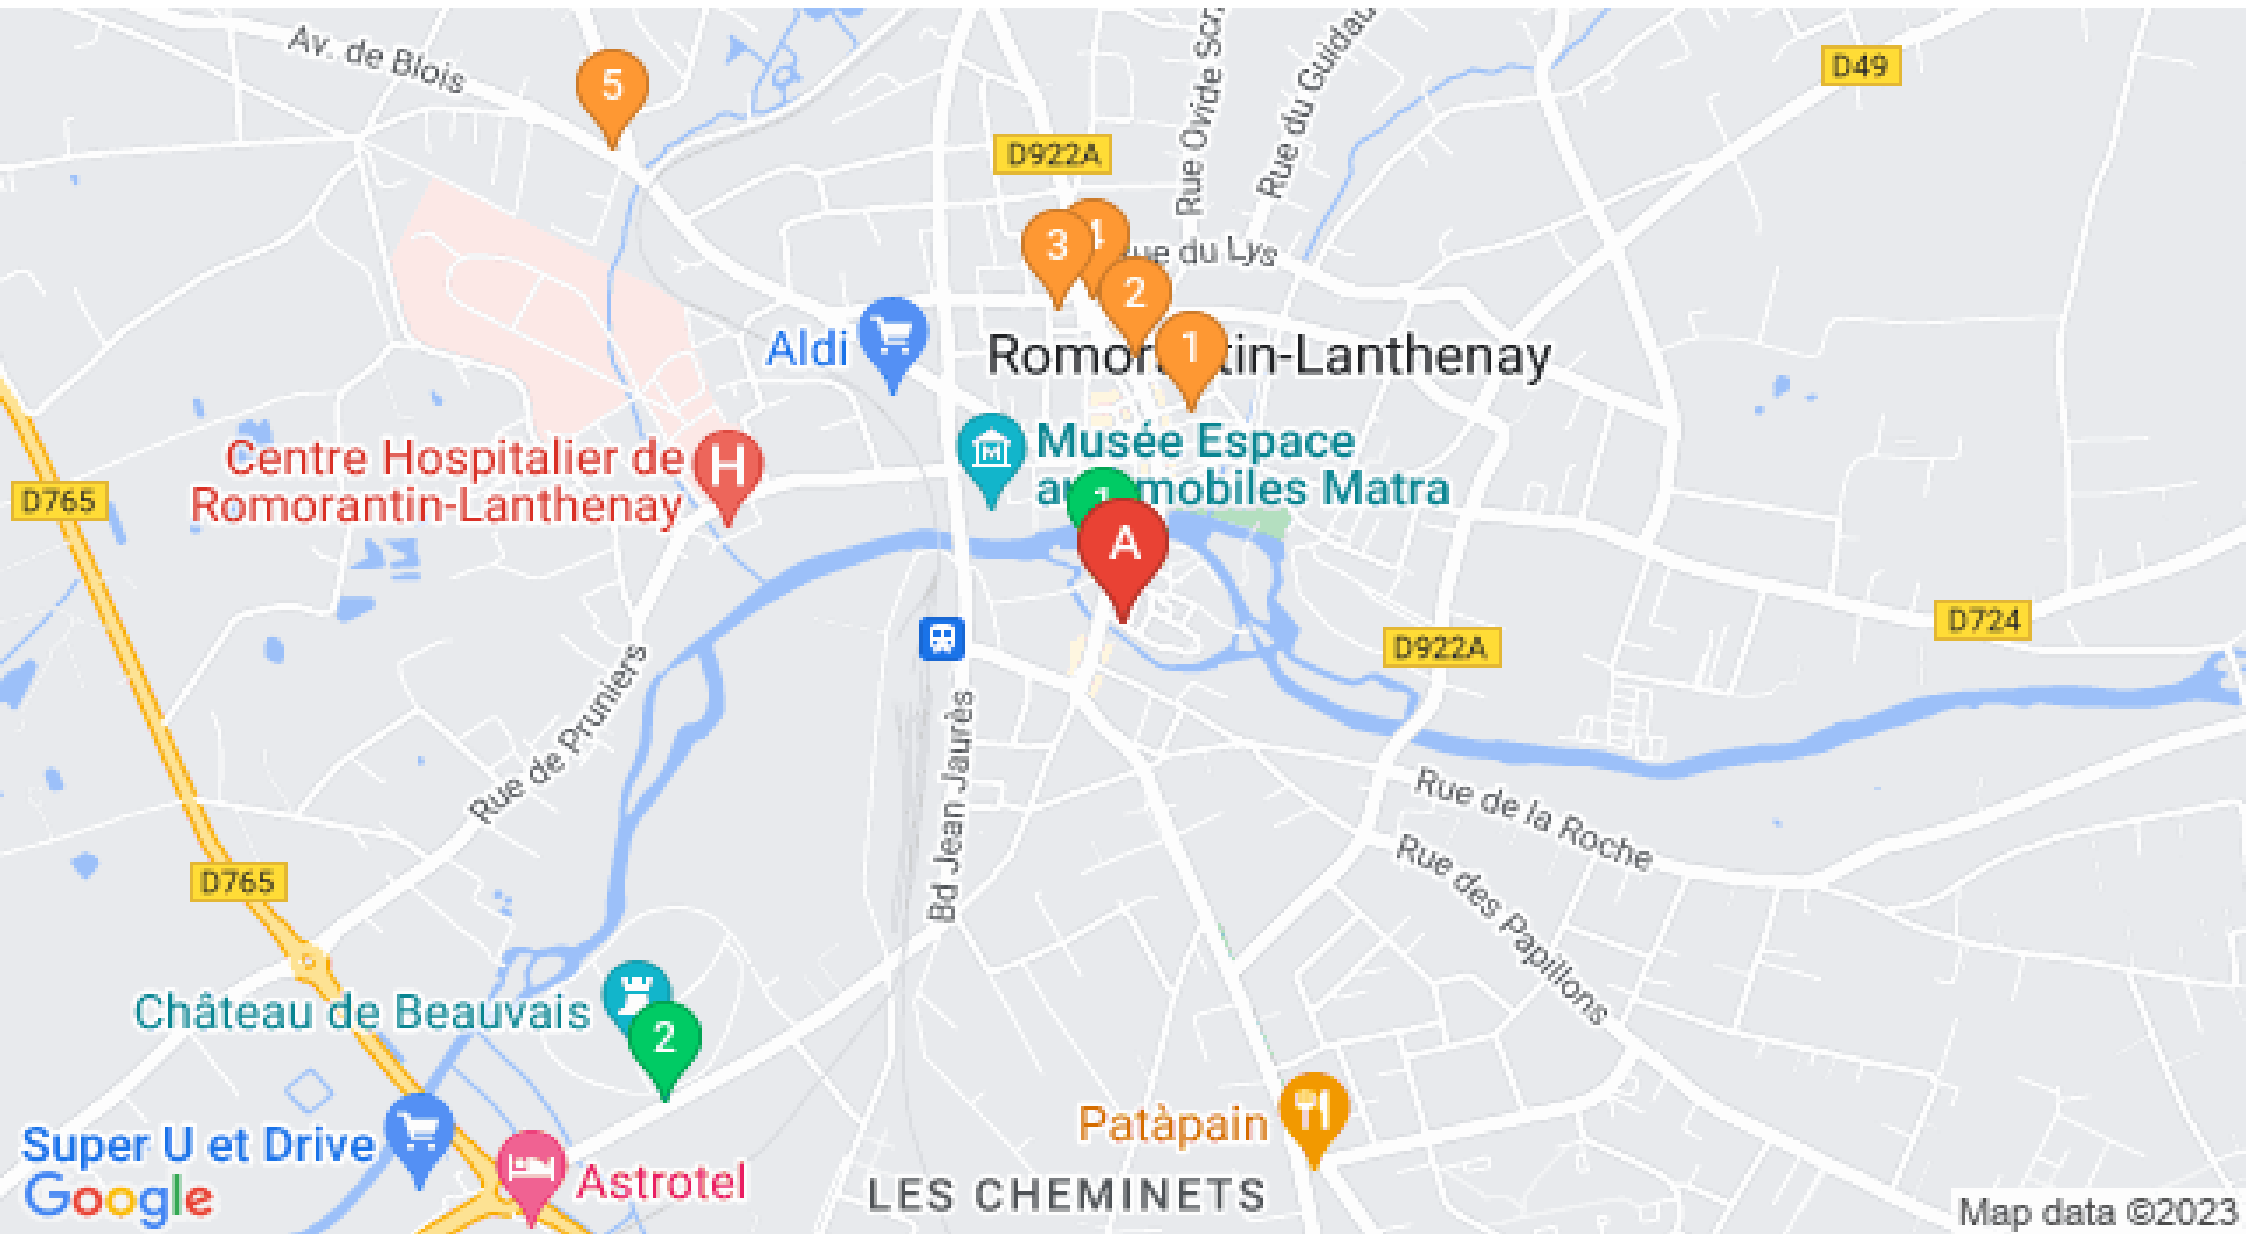 Av. de Blois
5
D49
D922A
Rue Ovide Scr
Rue du Guidau
3
4
ue du Lys
2
1
Aldi
Romor tin-Lanthenay
Musée Espace
au mobiles Matra
Centre Hospitalier de
Romorantin-Lanthenay
H
M
D765
1
A
D724
D922A
Rue de Pruniers
Bd Jean Jaurès
Rue de la Roche
Rue des Papillons
D765
Château de Beauvais
2
Patàpain
Super U et Drive
Astrotel
LES CHEMINETS
Google
Map data ©2023